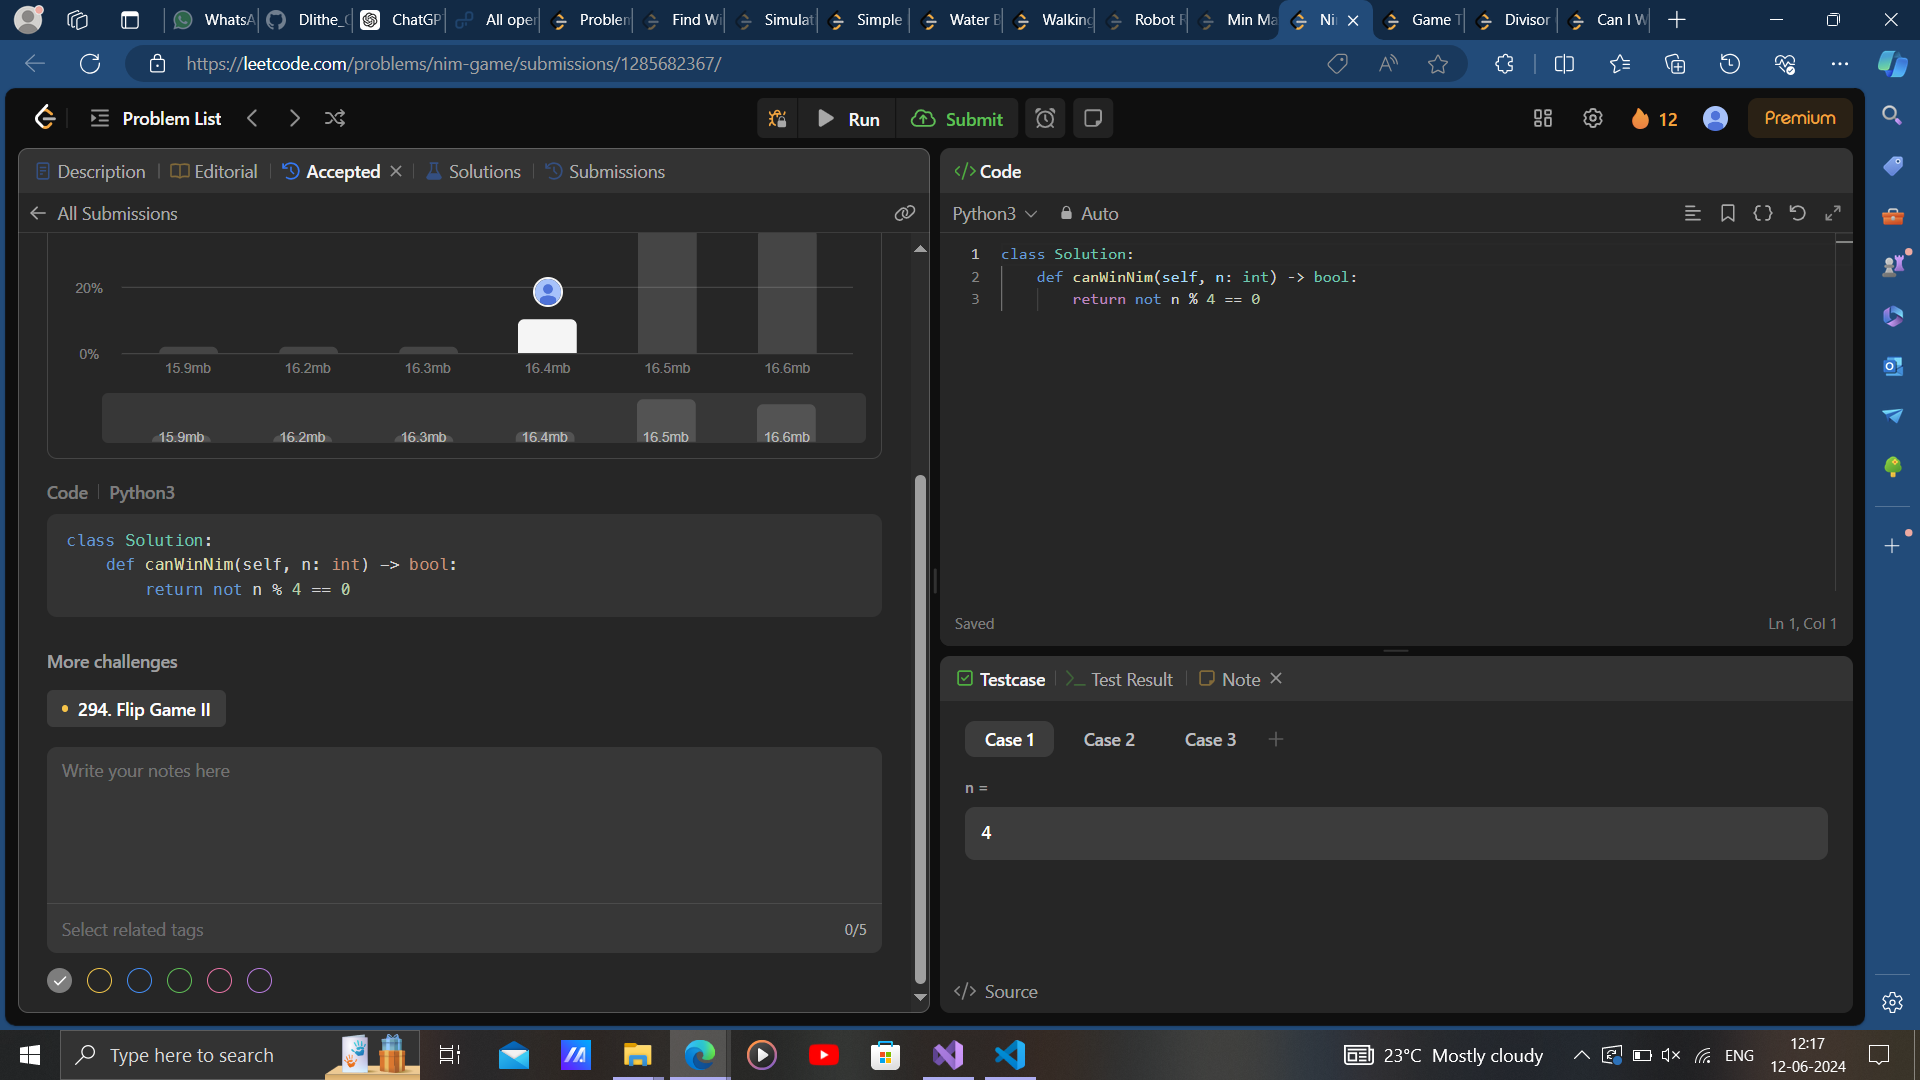 WhatsA
Dlithe_C
ChatGP
All oper
Problem
Find Wi
Simulat
Simple
Water B
Walking
Robot R
Min Ma
Ni
Game T
Divisor
Can I W
https://leetcode.com/problems/nim-game/submissions/1285682367/
Problem List
Run
Submit
12
Premium
Description
Editorial
Accepted
Solutions
Submissions
All Submissions
20%
0%
15.9mb 16.2mb 16.3mb 16.4mb 16.5mb 16.6mb
15.9mb 16.2mb 16.3mb 16.4mb 16.5mb 16.6mb
Code Python3
class Solution:
def canWinNim(self, n: int) -> bool:
return not n % 4 == 0
More challenges
294. Flip Game II
Write your notes here
Select related tags 0/5
</> Code
Python3 Auto
1 class Solution:
2 def canWinNim(self, n: int) -> bool:
3 return not n % 4 == 0
Saved Ln 1, Col 1
Testcase
Test Result
Note
Case 1 Case 2 Case 3
n =
4
</> Source
Type here to search
23°C Mostly cloudy
ENG
12:17
12-06-2024